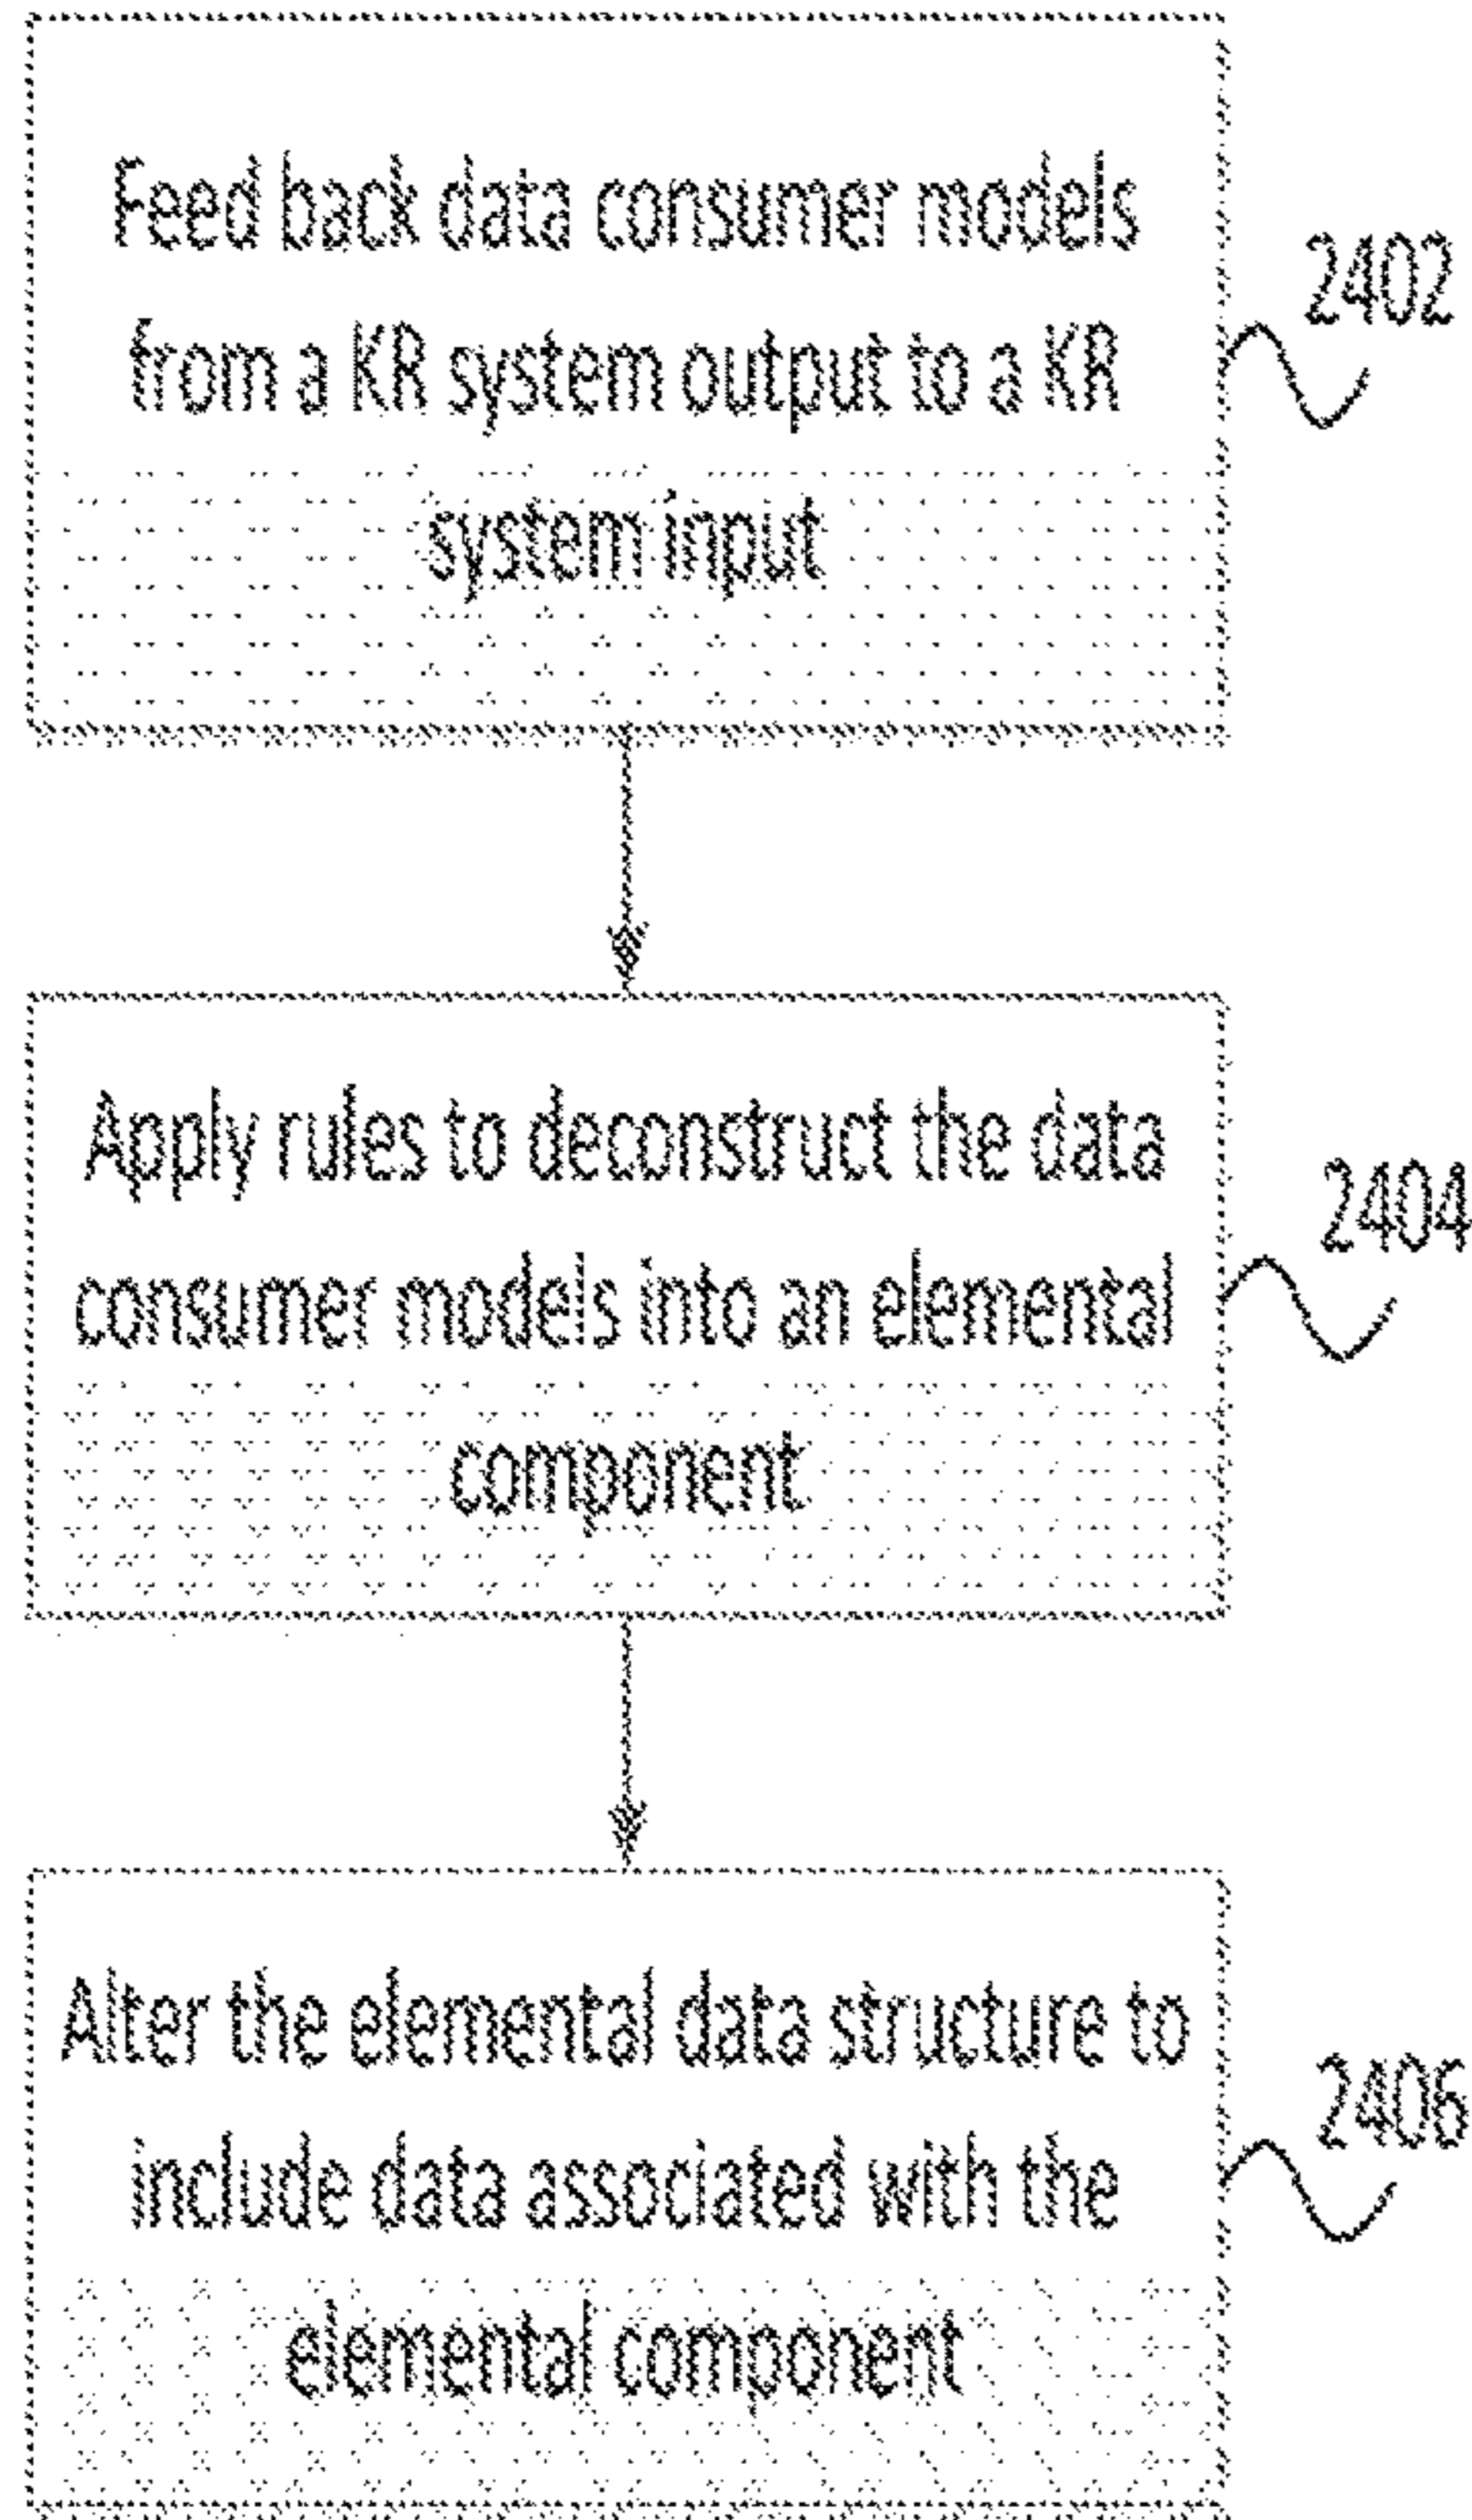 Feed back data consumer models
from a KR system output to a KR
system input
2402
Apply rules to deconstruct the data
consumer models into an elemental
component
2404
Alter the elemental data structure to
include data associated with the
elemental component
2406